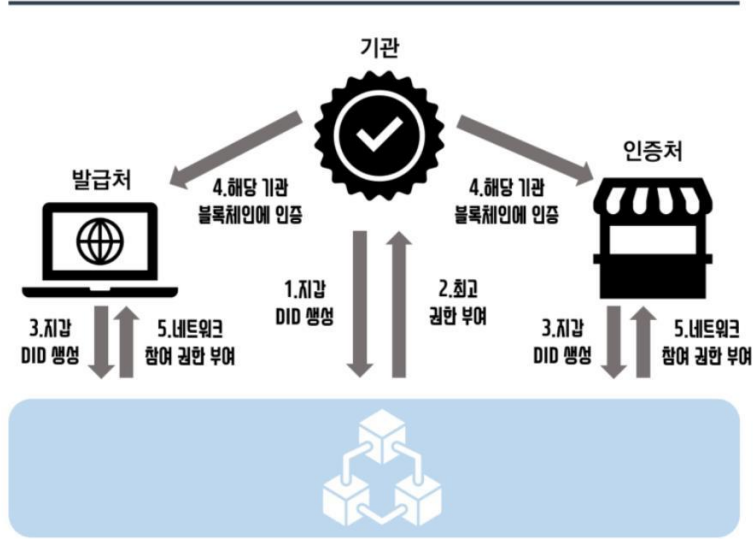 기관
인증처
발급처
4.해당 기관
블록체인에 인증
4.해당 기관
블록체인에 인증
1.지갑
DID 생성
2.최고
권한 부여
3.지갑
DID 생성
5.네트워크
참여 권한 부여
3.지갑
DID 생성
5.네트워크
참여 권한 부여